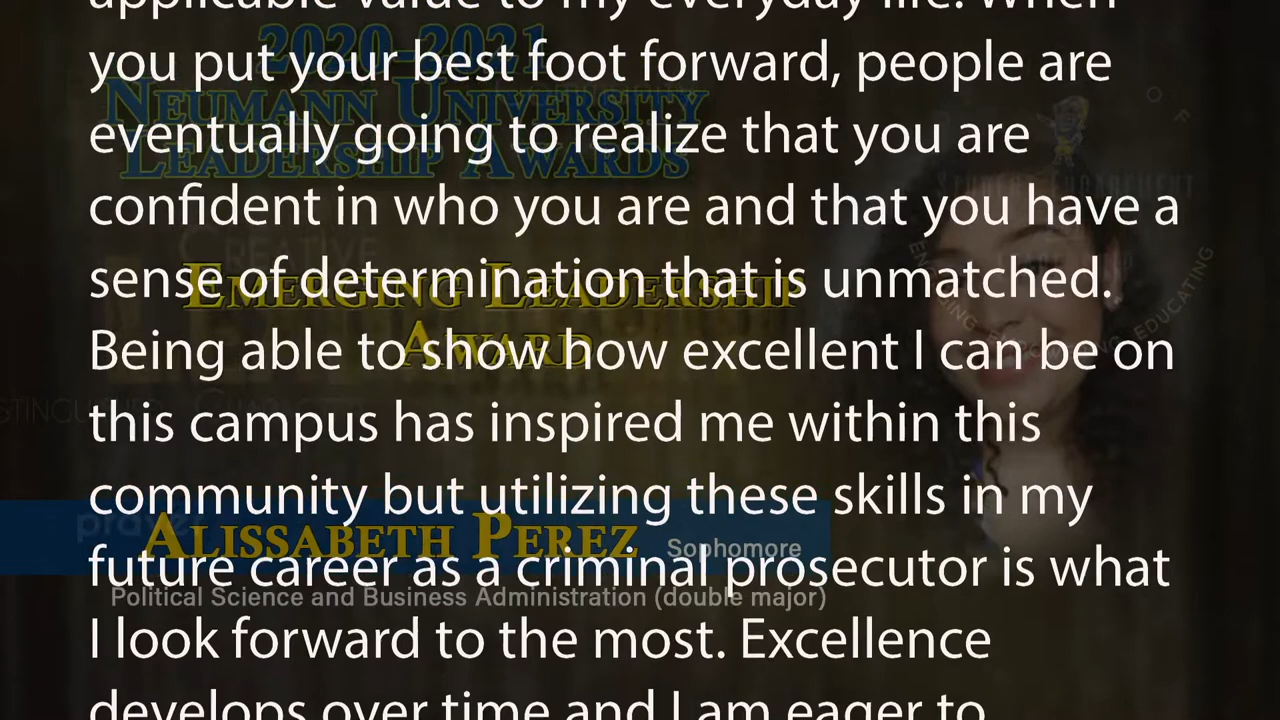 applicable value to my everyday life. When
you put your best foot forward, people are
eventually going to realize that you are
confident in who you are and that you have a
sense of determination that is unmatched.
Being able to show how excellent I can be on
this campus has inspired me within this
community but utilizing these skills in my
future career as a criminal prosecutor is what
I look forward to the most. Excellence
develops over time and I am eager to
2020-2021
Neumann University
Leadership Awards
Emerging Leadership
Award
Alissabeth Perez Sophomore
Political Science and Business Administration (double major)
Creative
Student Engagement
Educating